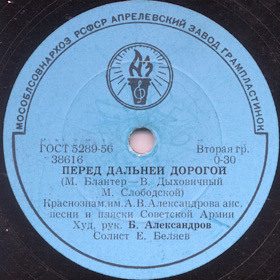 МОСОБЛСОВНАРХОЗ РСФСР АПРЕЛЕВСКИЙ ЗАВОД ГРАМПЛАСТИНОК
ГОСТ 5289-56 Вторая гр.
38616 0-30
ПЕРЕД ДАЛЬНЕЙ ДОРОГОЙ
(М. Блантер—В. Дыховичный
М. Слободской)
Краснознам. им. А. В. Александрова анс.
песни и пляски Советской Армии
Худ. рук. Б. Александров
Солист Е. Беляев